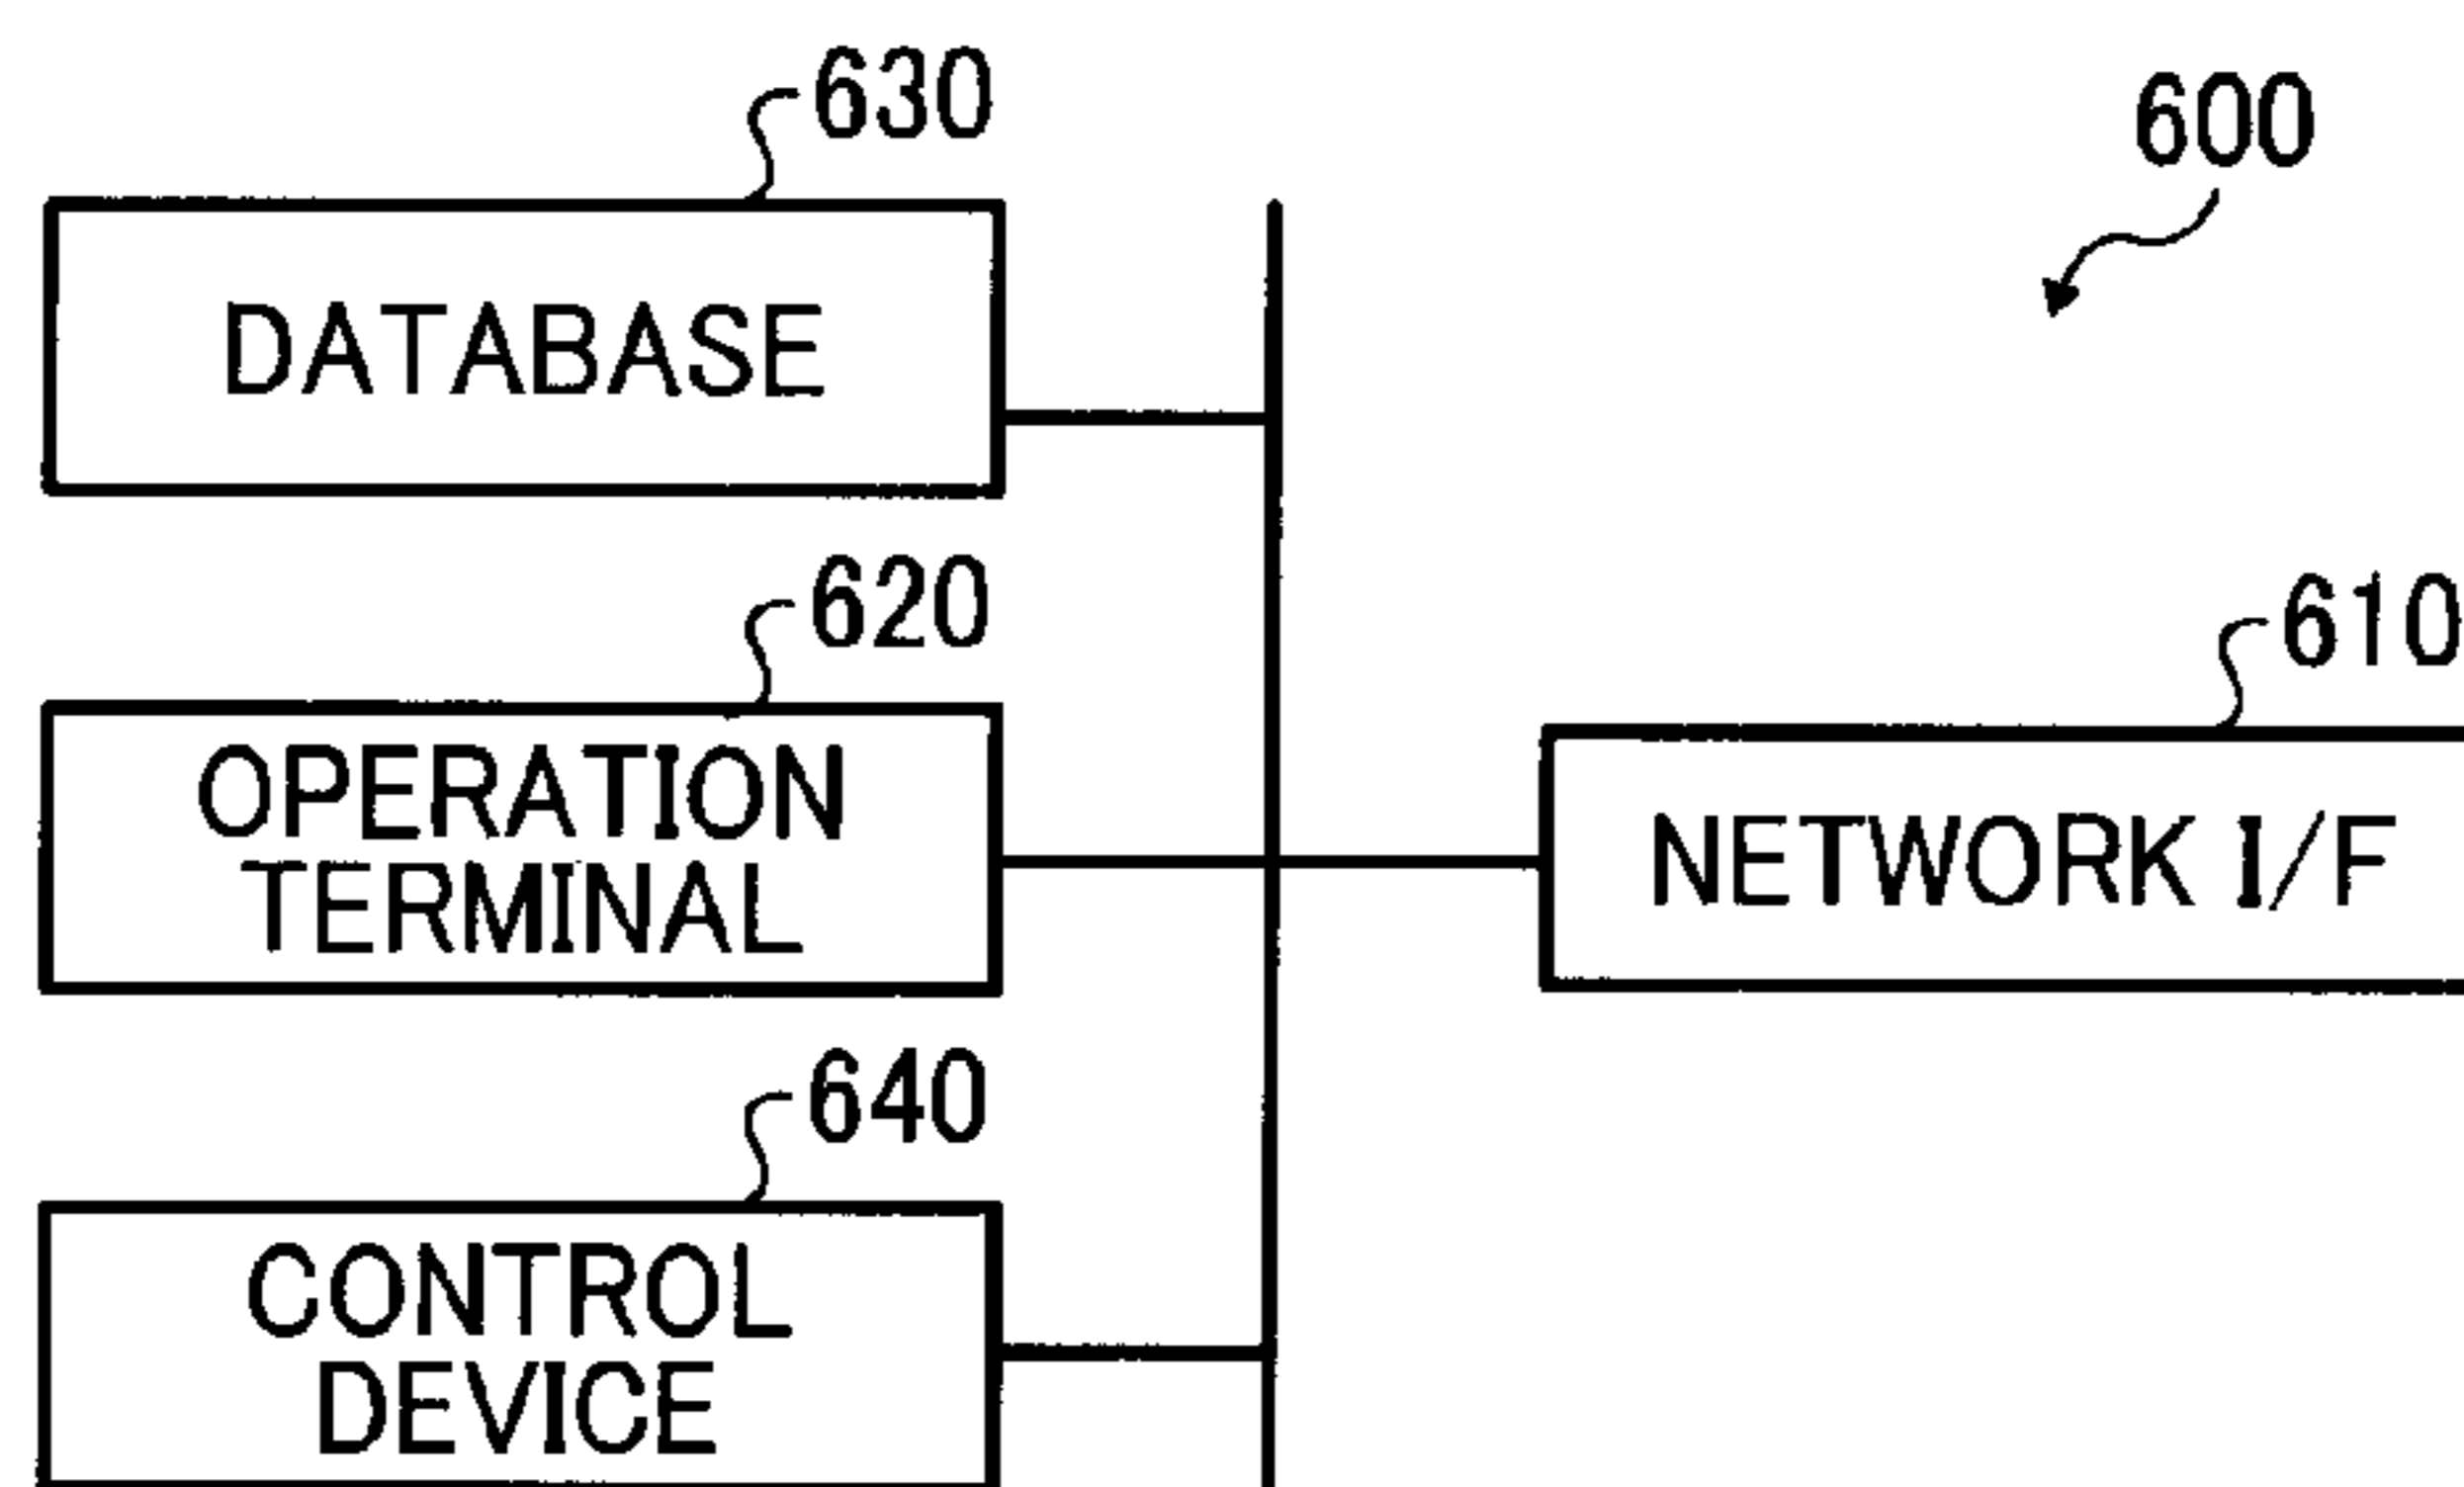 630
600
DATABASE
620
610
OPERATION
TERMINAL
NETWORK I/F
640
CONTROL
DEVICE